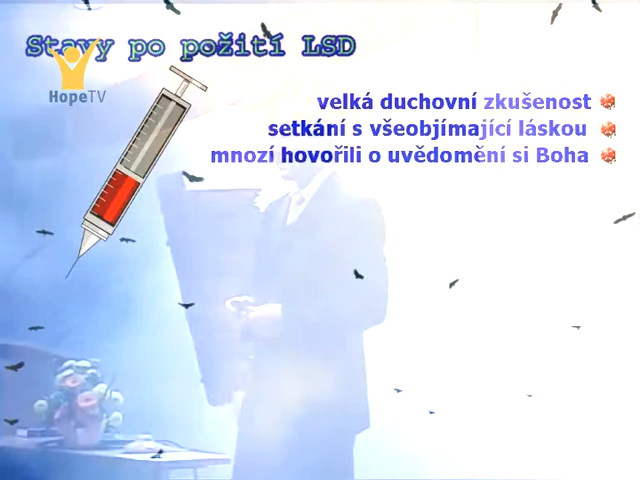 Stavy po požití LSD
HopeTV
velká duchovní zkušenost
setkání s všeobjímající láskou
mnozí hovořili o uvědomění si Boha